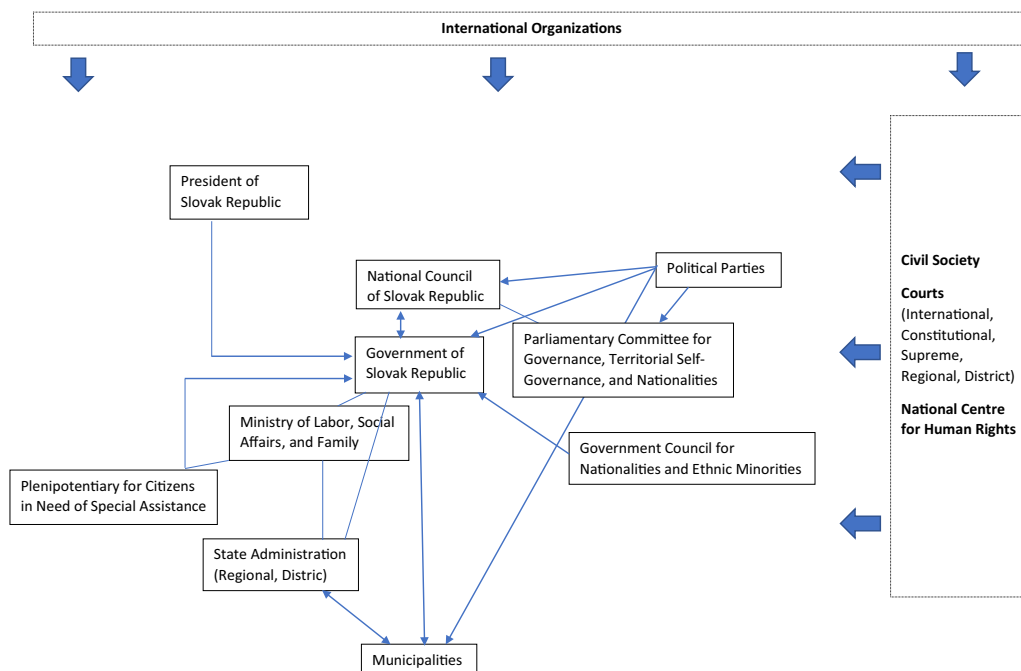 International Organizations
President of
Slovak Republic
National Council
of Slovak Republic
Political Parties
Government of
Slovak Republic
Parliamentary Committee for
Governance, Territorial Self-
Governance, and Nationalities
Ministry of Labor, Social
Affairs, and Family
Government Council for
Nationalities and Ethnic Minorities
Plenipotentiary for Citizens
in Need of Special Assistance
State Administration
(Regional, Distric)
Municipalities
Civil Society
Courts
(International,
Constitutional,
Supreme,
Regional, District)
National Centre
for Human Rights